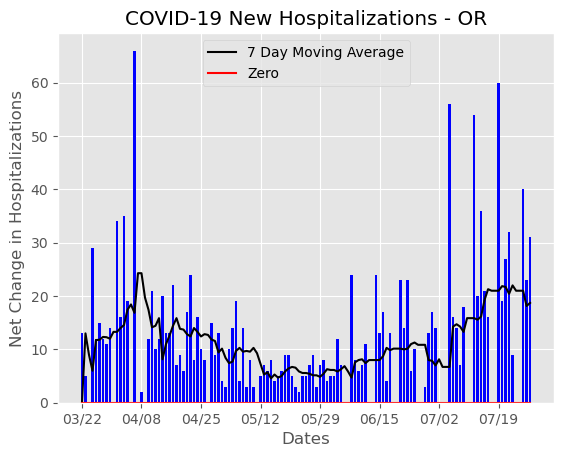 COVID-19 New Hospitalizations - OR
7 Day Moving Average
Zero
Net Change in Hospitalizations
60
50
40
30
20
10
0
03/22 04/08 04/25 05/12 05/29 06/15 07/02 07/19
Dates